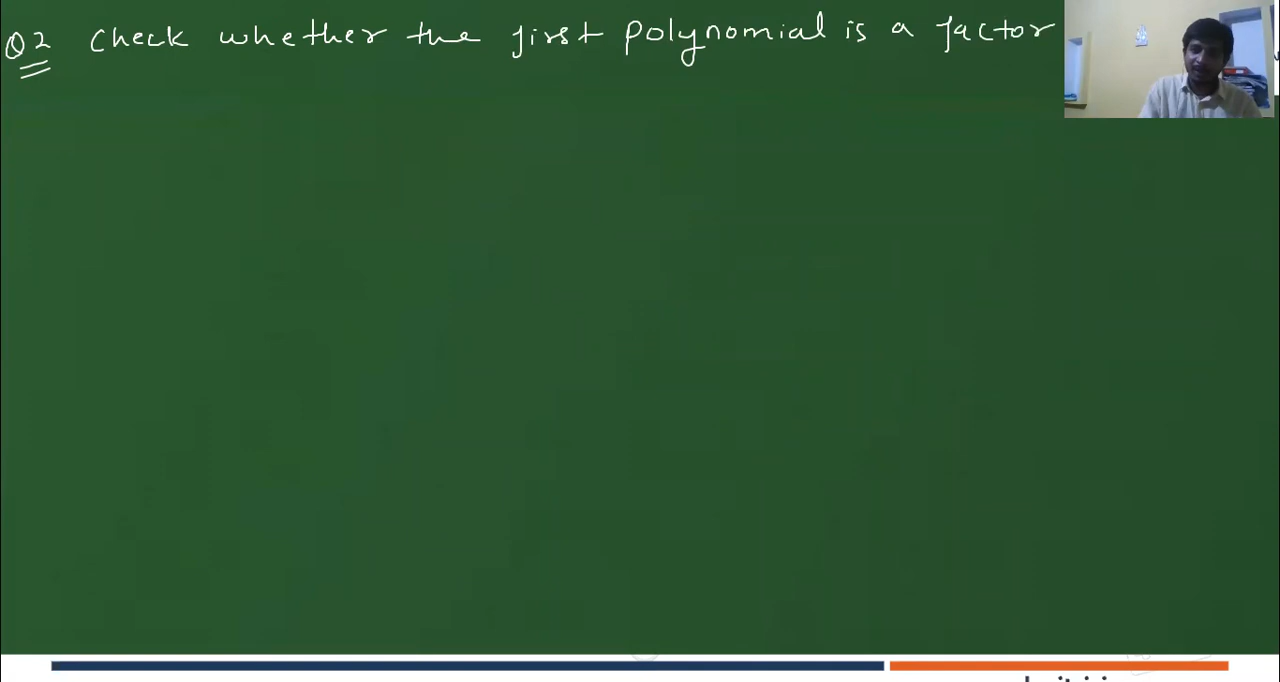 Q2 Check whether the first polynomial is a factor